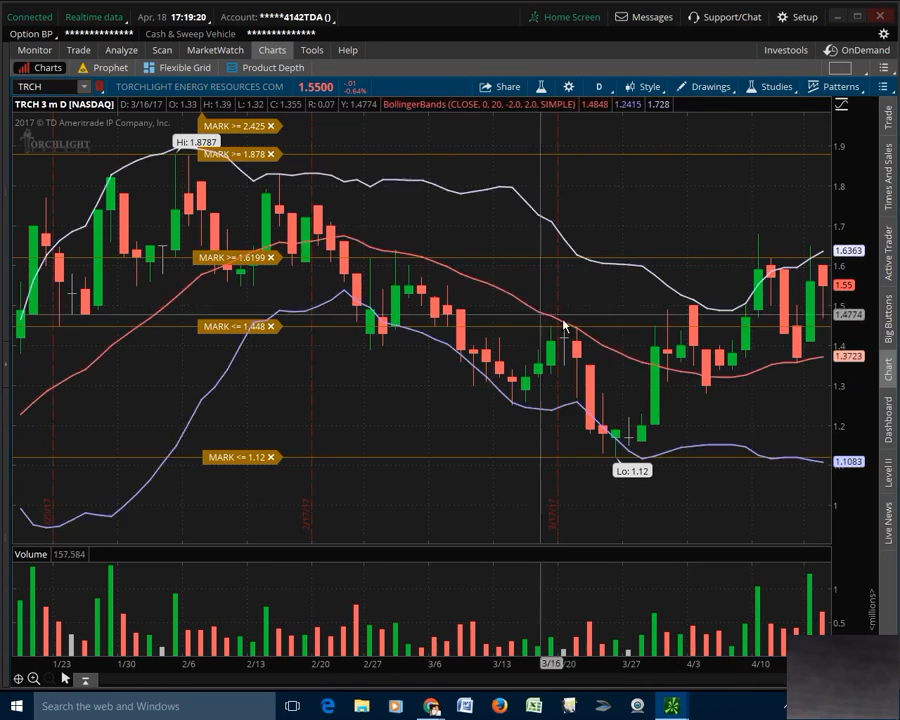 Connected Realtime data Apr. 18 17:19:20 Account: *****4142TDA () Home Screen Messages Support/Chat Setup
Option BP ************** Cash & Sweep Vehicle **************
Monitor Trade Analyze Scan MarketWatch Charts Tools Help Investools OnDemand
Charts Prophet Flexible Grid Product Depth
TRCH TORCHLIGHT ENERGY RESOURCES COM 1.5500 -.01 -0.64% Share D Style Drawings Studies Patterns
TRCH 3 m D [NASDAQ] D: 3/16/17 O: 1.33 H: 1.39 L: 1.32 C: 1.355 R: 0.07 Y: 1.4774 BollingerBands (CLOSE, 0, 20, -2.0, 2.0, SIMPLE) 1.4848 1.2415 1.728
2017 © TD Ameritrade IP Company, Inc.
TORCHLIGHT
MARK >= 2.425 ×
Hi: 1.8787
MARK >= 1.878 ×
MARK >= 1.6199 ×
MARK <= 1.448 ×
MARK <= 1.12 ×
Lo: 1.12
1.9
1.8
1.7
1.6363
1.6
1.55
1.5
1.4774
1.4
1.3723
1.3
1.2
1.1083
1
2/17/17
3/17/17
Volume 157,584
1
0.5
<millions>
1/23 1/30 2/6 2/13 2/27 3/6 3/13 3/16 /20 3/27 4/3 4/10
Trade
Times And Sales
Active Trader
Big Buttons
Chart
Dashboard
Level II
Live News
Search the web and Windows